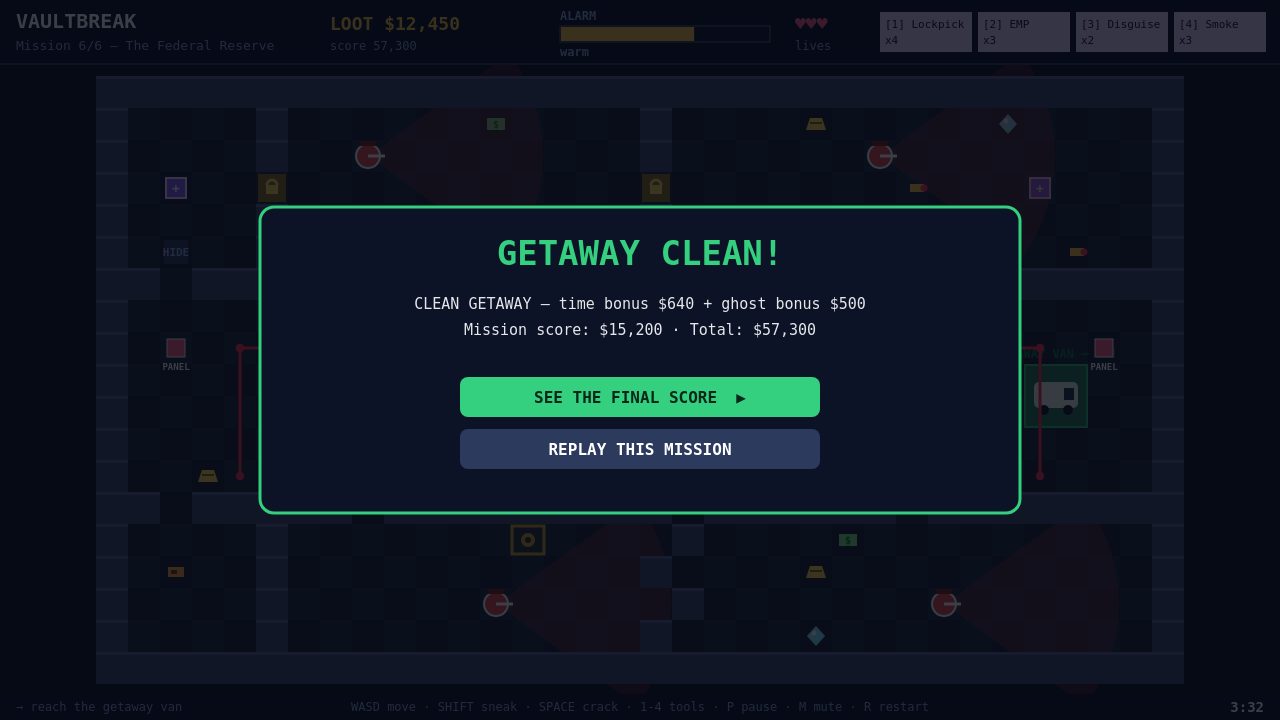 VAULTBREAK
Mission 6/6 — The Federal Reserve
LOOT $12,450
score 57,300
ALARM
warm
♥♥♥
lives
[1] Lockpick
x4
[2] EMP
x3
[3] Disguise
x2
[4] Smoke
x3
$
+
+
HIDE
GETAWAY CLEAN!
CLEAN GETAWAY — time bonus $640 + ghost bonus $500
Mission score: $15,200 · Total: $57,300
SEE THE FINAL SCORE ▶
REPLAY THIS MISSION
PANEL
VAN
PANEL
$
→ reach the getaway van
WASD move · SHIFT sneak · SPACE crack · 1-4 tools · P pause · M mute · R restart
3:32